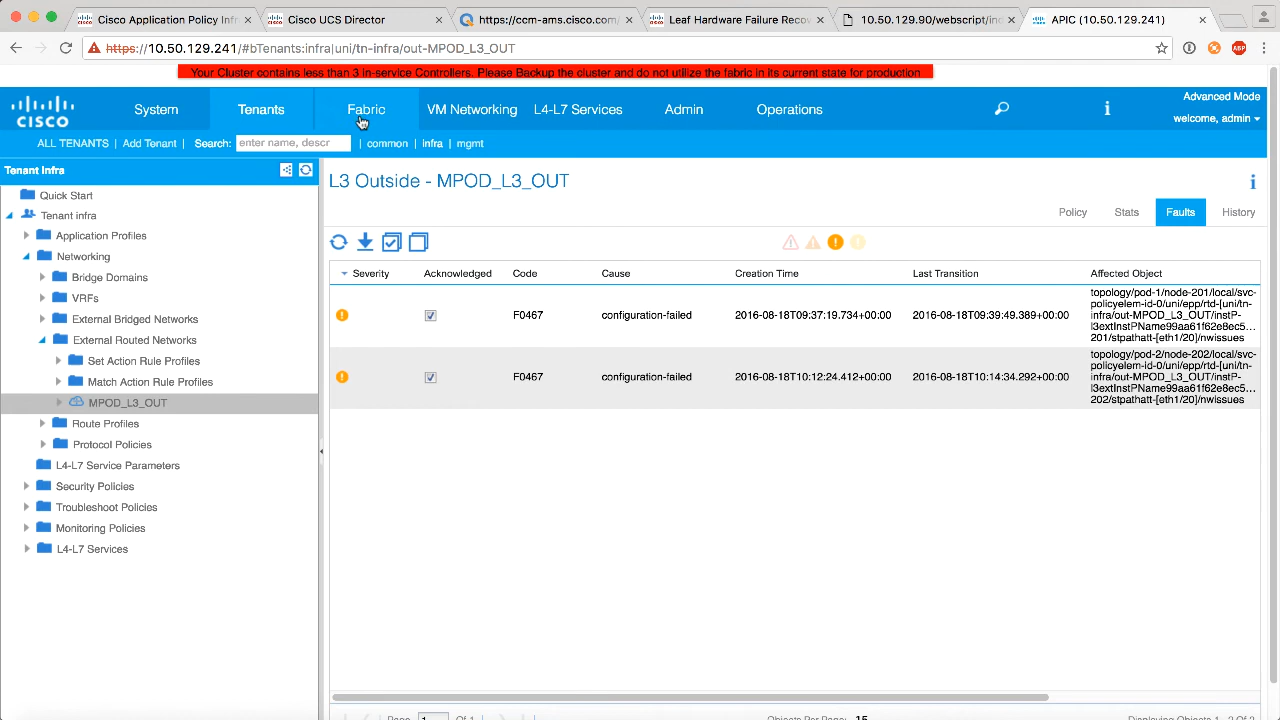 Cisco Application Policy Inf
Cisco UCS Director
https://com-ams.cisco.com/
Leaf Hardware Failure - Recov
10.50.129.90/webscript/ind
APIC (10.50.129.241)
https://10.50.129.241/#bTenants:infra|uni/tn-infra/out-MPOD_L3_OUT
ABP
Your Cluster contains less than 3 in-service Controllers. Please Backup the cluster and do not utilize the fabric in its current state for production
CISCO
System
Tenants
Fabric
VM Networking
L4-L7 Services
Admin
Operations
Advanced Mode
welcome, admin
ALL TENANTS | Add Tenant | Search: enter name, descr | common | infra | mgmt
Tenant Infra
Quick Start
Tenant infra
Application Profiles
Networking
Bridge Domains
VRFs
External Bridged Networks
External Routed Networks
Set Action Rule Profiles
Match Action Rule Profiles
MPOD_L3_OUT
Route Profiles
Protocol Policies
L4-L7 Service Parameters
Security Policies
Troubleshoot Policies
Monitoring Policies
L4-L7 Services
L3 Outside - MPOD_L3_OUT
Policy
Stats
Faults
History
Severity
Acknowledged
Code
Cause
Creation Time
Last Transition
Affected Object
F0467
configuration-failed
2016-08-18T09:37:19.734+00:00
2016-08-18T09:39:49.389+00:00
topology/pod-1/node-201/local/svc-
policyelem-id-0/uni/epp/rtd-[uni/tn-
infra/out-MPOD_L3_OUT/instP-
l3extInstPName99aa61f62e8ec5...
201/stpathatt-[eth1/20]/nwissues
F0467
configuration-failed
2016-08-18T10:12:24.412+00:00
2016-08-18T10:14:34.292+00:00
topology/pod-2/node-202/local/svc-
policyelem-id-0/uni/epp/rtd-[uni/tn-
infra/out-MPOD_L3_OUT/instP-
l3extInstPName99aa61f62e8ec5...
202/stpathatt-[eth1/20]/nwissues
Page 1 Of 1
Objects Per Page: 15
Displaying Objects 1 - 2 Of 2